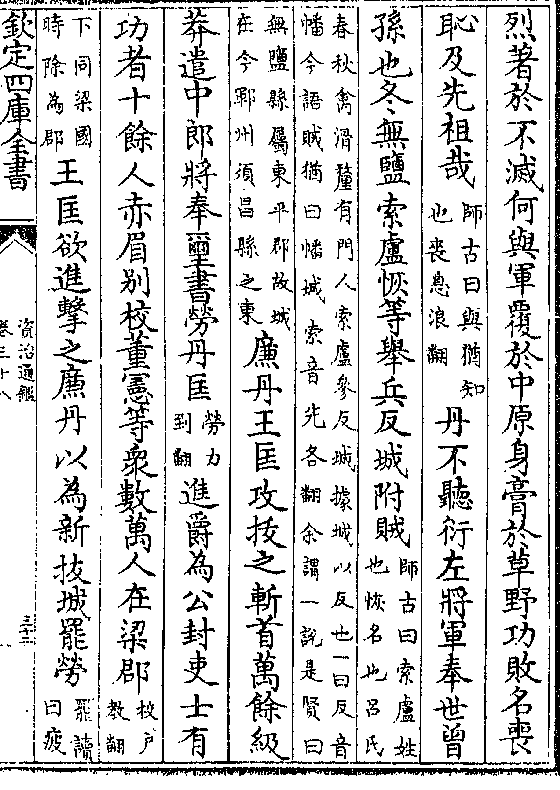 烈著於不滅何與軍覆於中原身膏於草野功敗名喪
恥及先祖哉師古曰與猶知也喪息浪翻丹不聽衍左將軍奉世曾
孫也冬無鹽索盧恢等舉兵反城附賊師古曰索盧姓也恢名也吕氏
春秋禽滑釐有門人索盧參反城據城以反也一曰反音
幡今語賊猶曰幡城索音先各翻余謂一說是賢曰
無鹽縣屬東平郡故城在今鄆州須昌縣之東廉丹王匡攻拔之斬首萬餘級
莽遣中郎將奉璽書勞丹匡勞力到翻進爵為公封吏士有
功者十餘人赤眉別校董憲等衆數萬人在梁郡校戶教翻
下同梁國時除為郡王匡欲進擊之廉丹以為新拔城罷勞罷讀曰疲
欽定四庫全書
資治通鑑
卷三十八